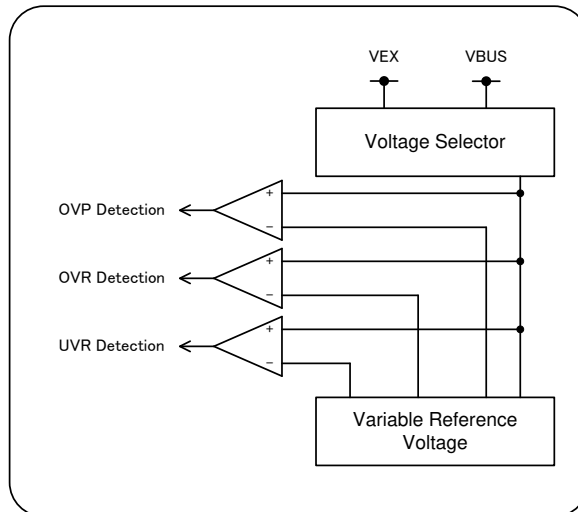 VEX VBUS
Voltage Selector
+
OVP Detection
−
+
OVR Detection
−
+
UVR Detection
−
Variable Reference
Voltage